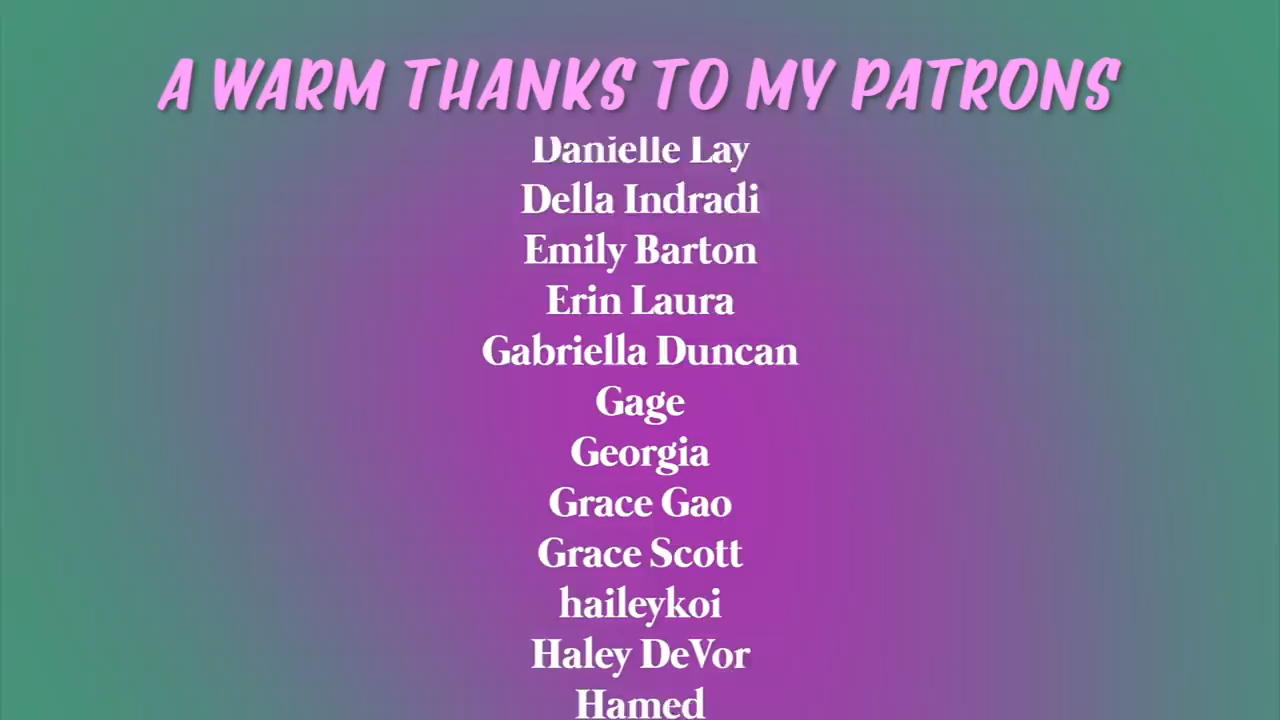 A WARM THANKS TO MY PATRONS
Danielle Lay
Della Indradi
Emily Barton
Erin Laura
Gabriella Duncan
Gage
Georgia
Grace Gao
Grace Scott
haileykoi
Haley DeVor
Hamed